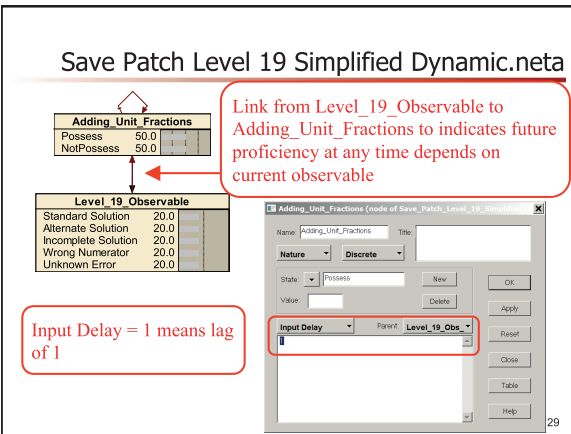 Save Patch Level 19 Simplified Dynamic.neta
Adding_Unit_Fractions
Possess 50.0
NotPossess 50.0
Link from Level_19_Observable to
Adding_Unit_Fractions to indicates future
proficiency at any time depends on
current observable
Level_19_Observable
Standard Solution 20.0
Alternate Solution 20.0
Incomplete Solution 20.0
Wrong Numerator 20.0
Unknown Error 20.0
Input Delay = 1 means lag
of 1
Adding_Unit_Fractions (node of Save_Patch_Level_19_Simplified
Name: Adding_Unit_Fractions Title:
Nature Discrete
State: Possess New OK
Value: Delete Apply
Input Delay Parent: Level_19_Obs_ Reset
1
Close
Table
Help
29